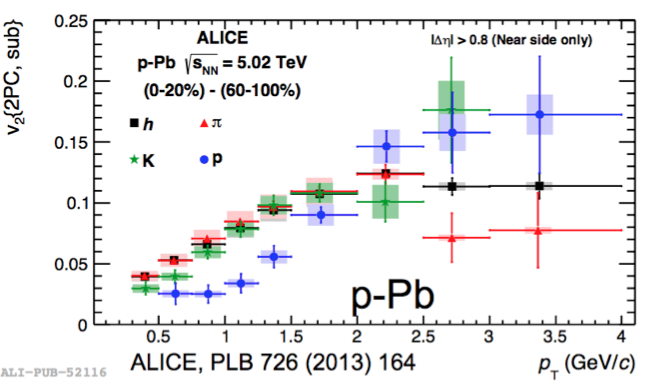 v₂{2PC, sub}
0.25
0.2
0.15
0.1
0.05
0
ALICE
p-Pb √sNN = 5.02 TeV
(0-20%) - (60-100%)
h
π
K
p
|Δη| > 0.8 (Near side only)
p-Pb
0.5 1 1.5 2 2.5 3 3.5 4
ALI-PUB-52116
ALICE, PLB 726 (2013) 164
pT (GeV/c)